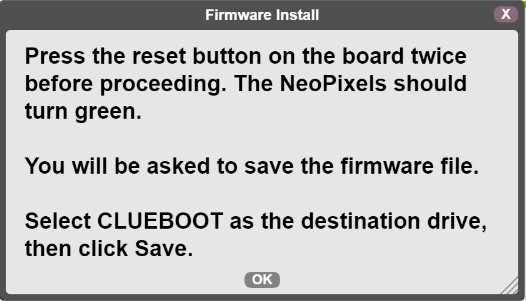 Firmware Install
X
Press the reset button on the board twice
before proceeding. The NeoPixels should
turn green.
You will be asked to save the firmware file.
Select CLUEBOOT as the destination drive,
then click Save.
OK